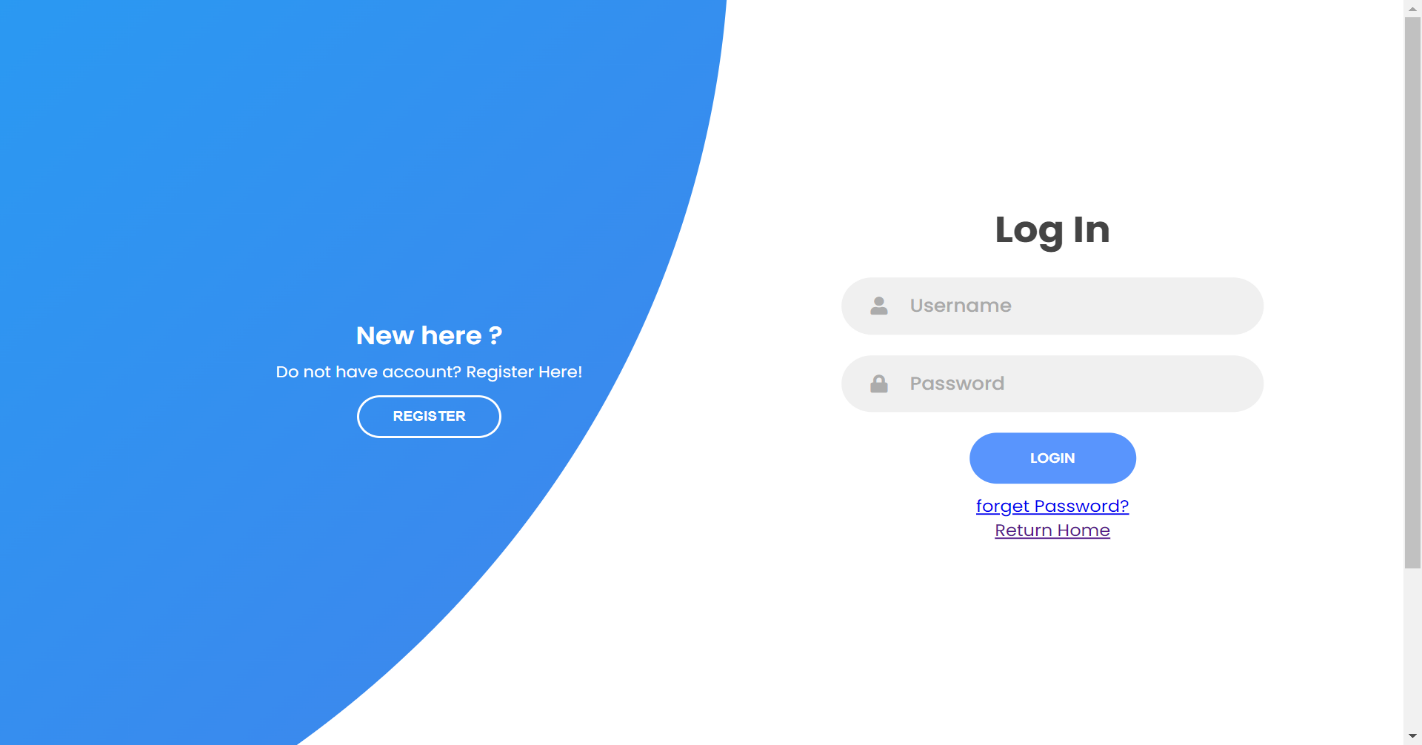 New here ?
Do not have account? Register Here!
REGISTER
Log In
Username
Password
LOGIN
forget Password?
Return Home